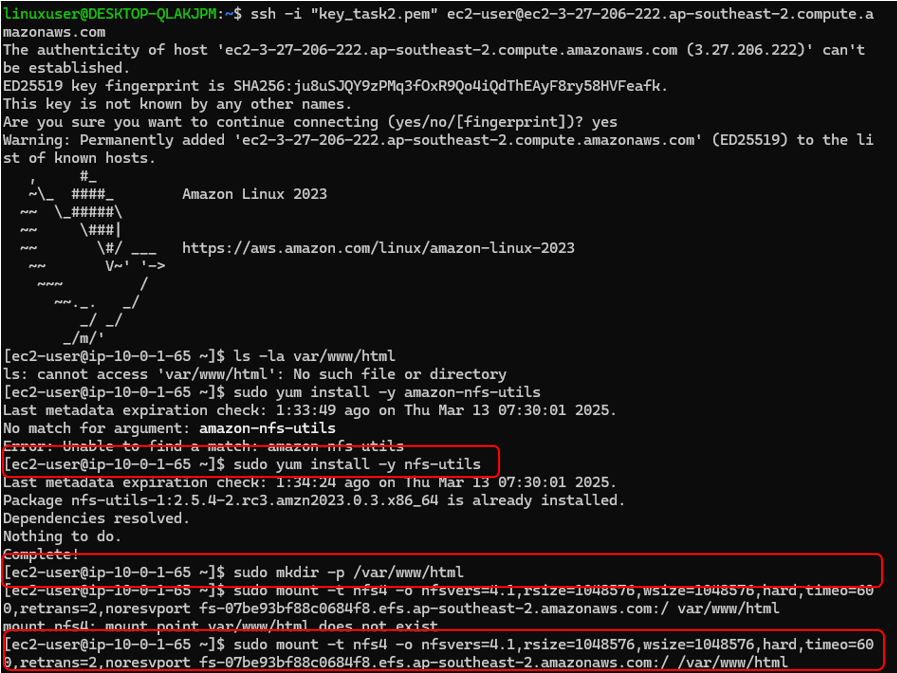 linuxuser@DESKTOP-QLAKJPM:~$ ssh -i "key_task2.pem" ec2-user@ec2-3-27-206-222.ap-southeast-2.compute.a
mazonaws.com
The authenticity of host 'ec2-3-27-206-222.ap-southeast-2.compute.amazonaws.com (3.27.206.222)' can't
be established.
ED25519 key fingerprint is SHA256:ju8uSJQY9zPMq3fOxR9Qo4iQdThEAyF8ry58HVFeafk.
This key is not known by any other names.
Are you sure you want to continue connecting (yes/no/[fingerprint])? yes
Warning: Permanently added 'ec2-3-27-206-222.ap-southeast-2.compute.amazonaws.com' (ED25519) to the li
st of known hosts.
   ,     #_
   ~\_  ####_        Amazon Linux 2023
  ~~  \_#####\
  ~~     \###|
  ~~       \#/ ___   https://aws.amazon.com/linux/amazon-linux-2023
   ~~       V~' '->
    ~~~         /
      ~~._.   _/
         _/ _/
       _/m/'
[ec2-user@ip-10-0-1-65 ~]$ ls -la var/www/html
ls: cannot access 'var/www/html': No such file or directory
[ec2-user@ip-10-0-1-65 ~]$ sudo yum install -y amazon-nfs-utils
Last metadata expiration check: 1:33:49 ago on Thu Mar 13 07:30:01 2025.
No match for argument: amazon-nfs-utils
Error: Unable to find a match: amazon-nfs-utils
[ec2-user@ip-10-0-1-65 ~]$ sudo yum install -y nfs-utils
Last metadata expiration check: 1:34:24 ago on Thu Mar 13 07:30:01 2025.
Package nfs-utils-1:2.5.4-2.rc3.amzn2023.0.3.x86_64 is already installed.
Dependencies resolved.
Nothing to do.
Complete!
[ec2-user@ip-10-0-1-65 ~]$ sudo mkdir -p /var/www/html
[ec2-user@ip-10-0-1-65 ~]$ sudo mount -t nfs4 -o nfsvers=4.1,rsize=1048576,wsize=1048576,hard,timeo=60
0,retrans=2,noresvport fs-07be93bf88c0684f8.efs.ap-southeast-2.amazonaws.com:/ var/www/html
mount.nfs4: mount point var/www/html does not exist
[ec2-user@ip-10-0-1-65 ~]$ sudo mount -t nfs4 -o nfsvers=4.1,rsize=1048576,wsize=1048576,hard,timeo=60
0,retrans=2,noresvport fs-07be93bf88c0684f8.efs.ap-southeast-2.amazonaws.com:/ /var/www/html